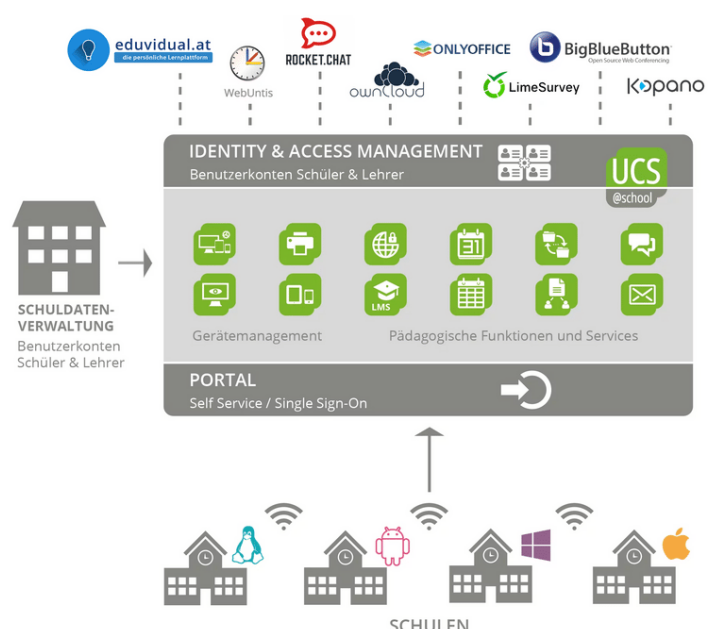 eduvidual.at
die persönliche Lernplattform
WebUntis
ROCKET.CHAT
ownCloud
ONLYOFFICE
LimeSurvey
b BigBlueButton
Open Source Web Conferencing
Kopano
IDENTITY & ACCESS MANAGEMENT
Benutzerkonten Schüler & Lehrer
UCS
@school
31
LMS
Gerätemanagement
Pädagogische Funktionen und Services
SCHULDATEN-
VERWALTUNG
Benutzerkonten
Schüler & Lehrer
PORTAL
Self Service / Single Sign-On
SCHULEN